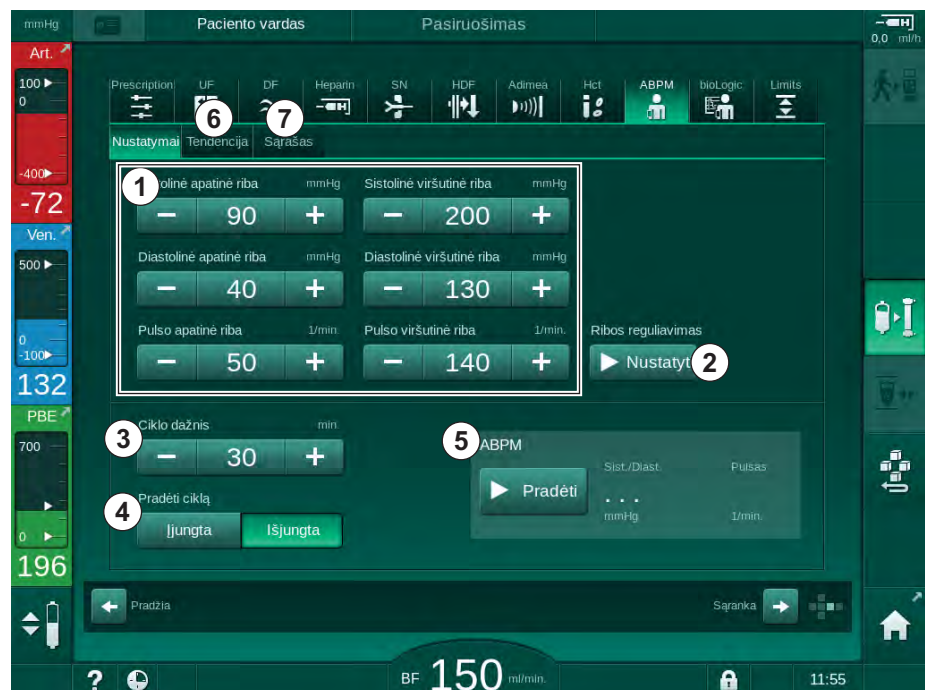 mmHg Paciento vardas Pasiruošimas
0,0 ml/h
Art.
100
0
-400
-72
Ven.
500
0
-100
132
PBE
700
0
196
Prescription UF DF Heparin SN HDF Adimea Hct ABPM bioLogic Limits
6 7
Nustatymai Tendencija Sąrašas
1 olinė apatinė riba mmHg Sistolinė viršutinė riba mmHg
− 90 + − 200 +
Diastolinė apatinė riba mmHg Diastolinė viršutinė riba mmHg
− 40 + − 130 +
Pulso apatinė riba 1/min. Pulso viršutinė riba 1/min. Ribos reguliavimas
− 50 + − 140 + Nustatyt 2
3 Ciklo dažnis min
− 30 +
4 Pradėti ciklą
Įjungta Išjungta
5 ABPM
Sist./Diast. Pulsas
Pradėti . . .
mmHg 1/min.
Pradžia Sąranka
? BF 150 ml/min. 11:55